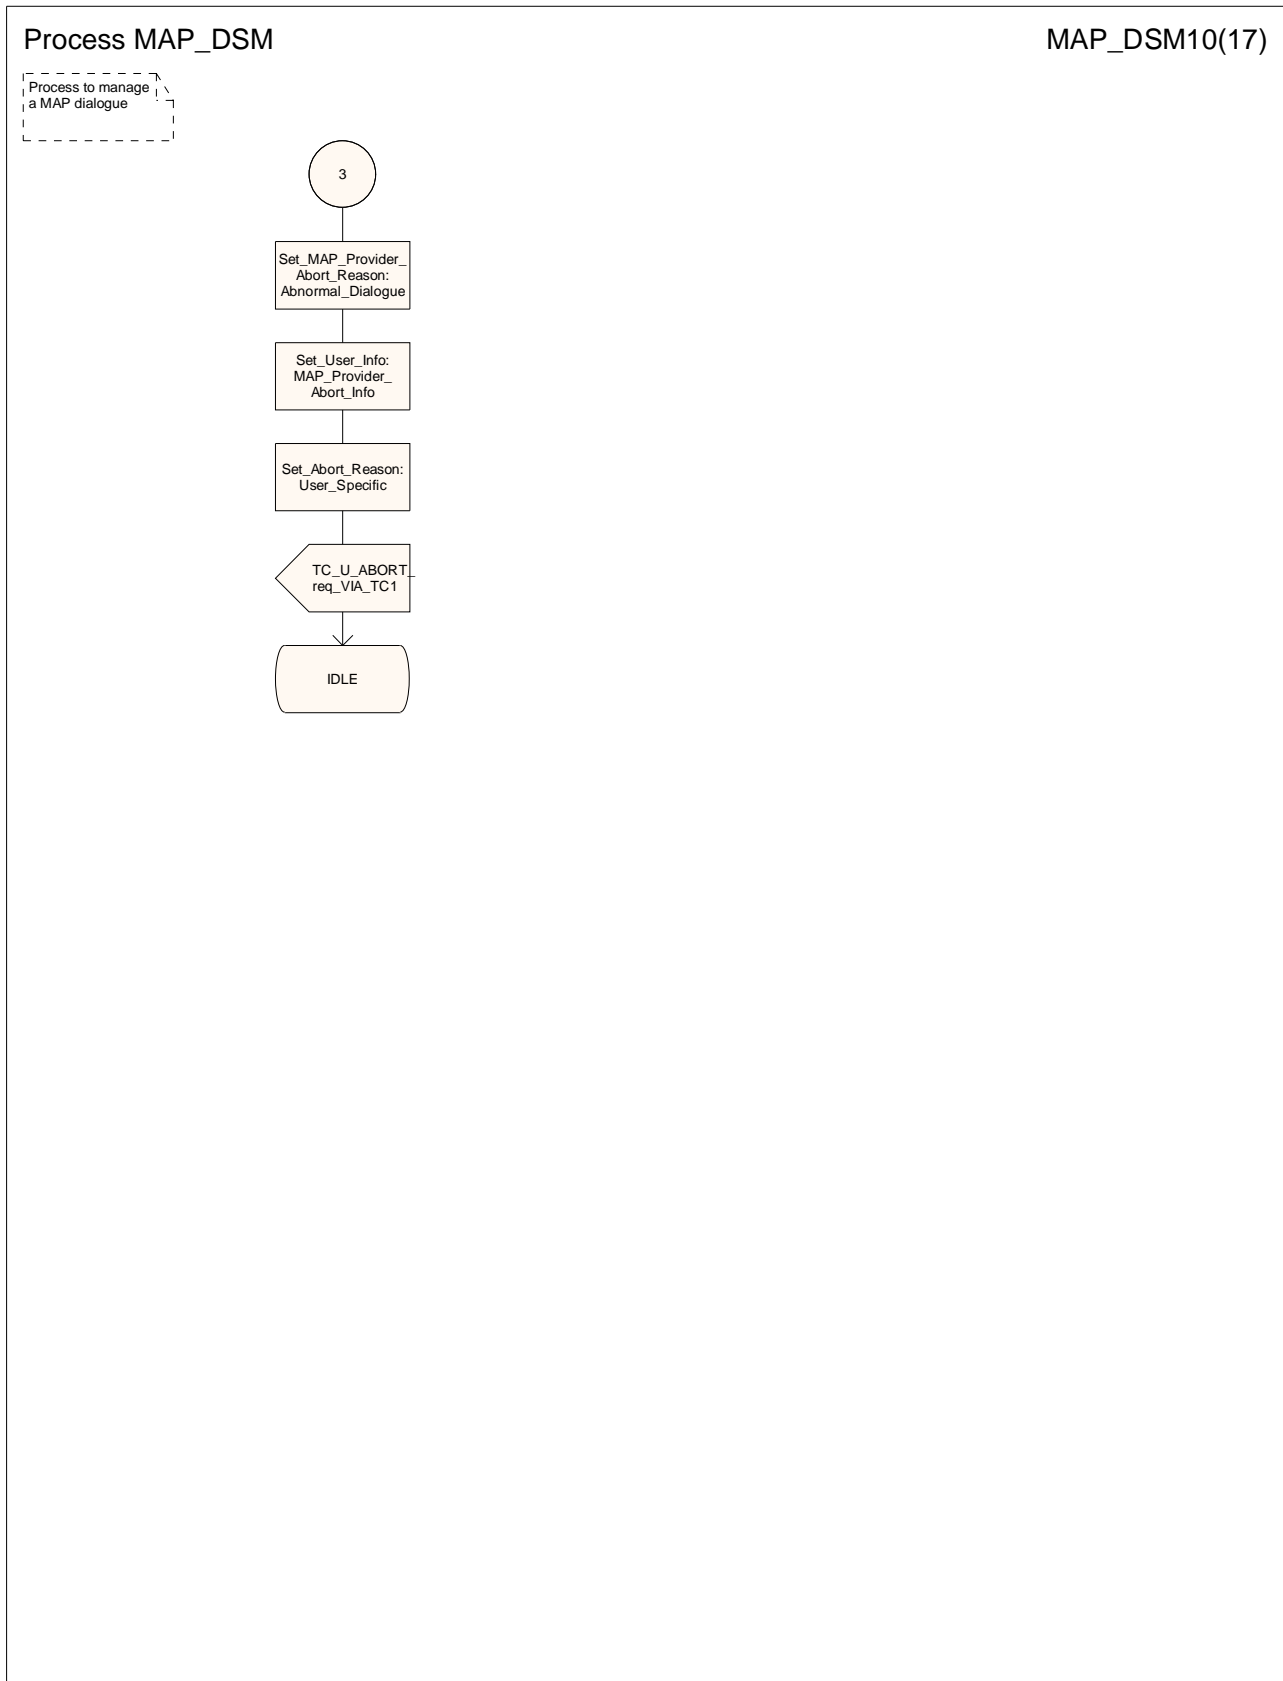 Process MAP_DSM
MAP_DSM10(17)
Process to manage
a MAP dialogue
3
Set_MAP_Provider_
Abort_Reason:
Abnormal_Dialogue
Set_User_Info:
MAP_Provider_
Abort_Info
Set_Abort_Reason:
User_Specific
TC_U_ABORT_
req_VIA_TC1
IDLE